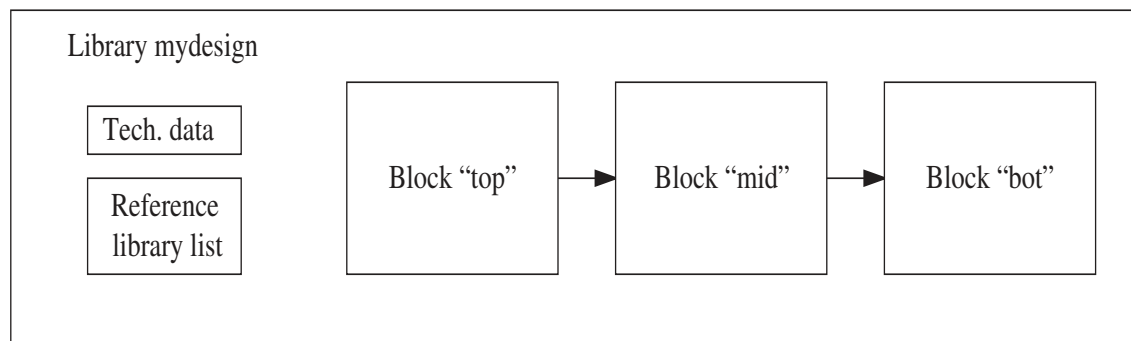 Library mydesign
Tech. data
Reference
library list
Block “top”
Block “mid”
Block “bot”